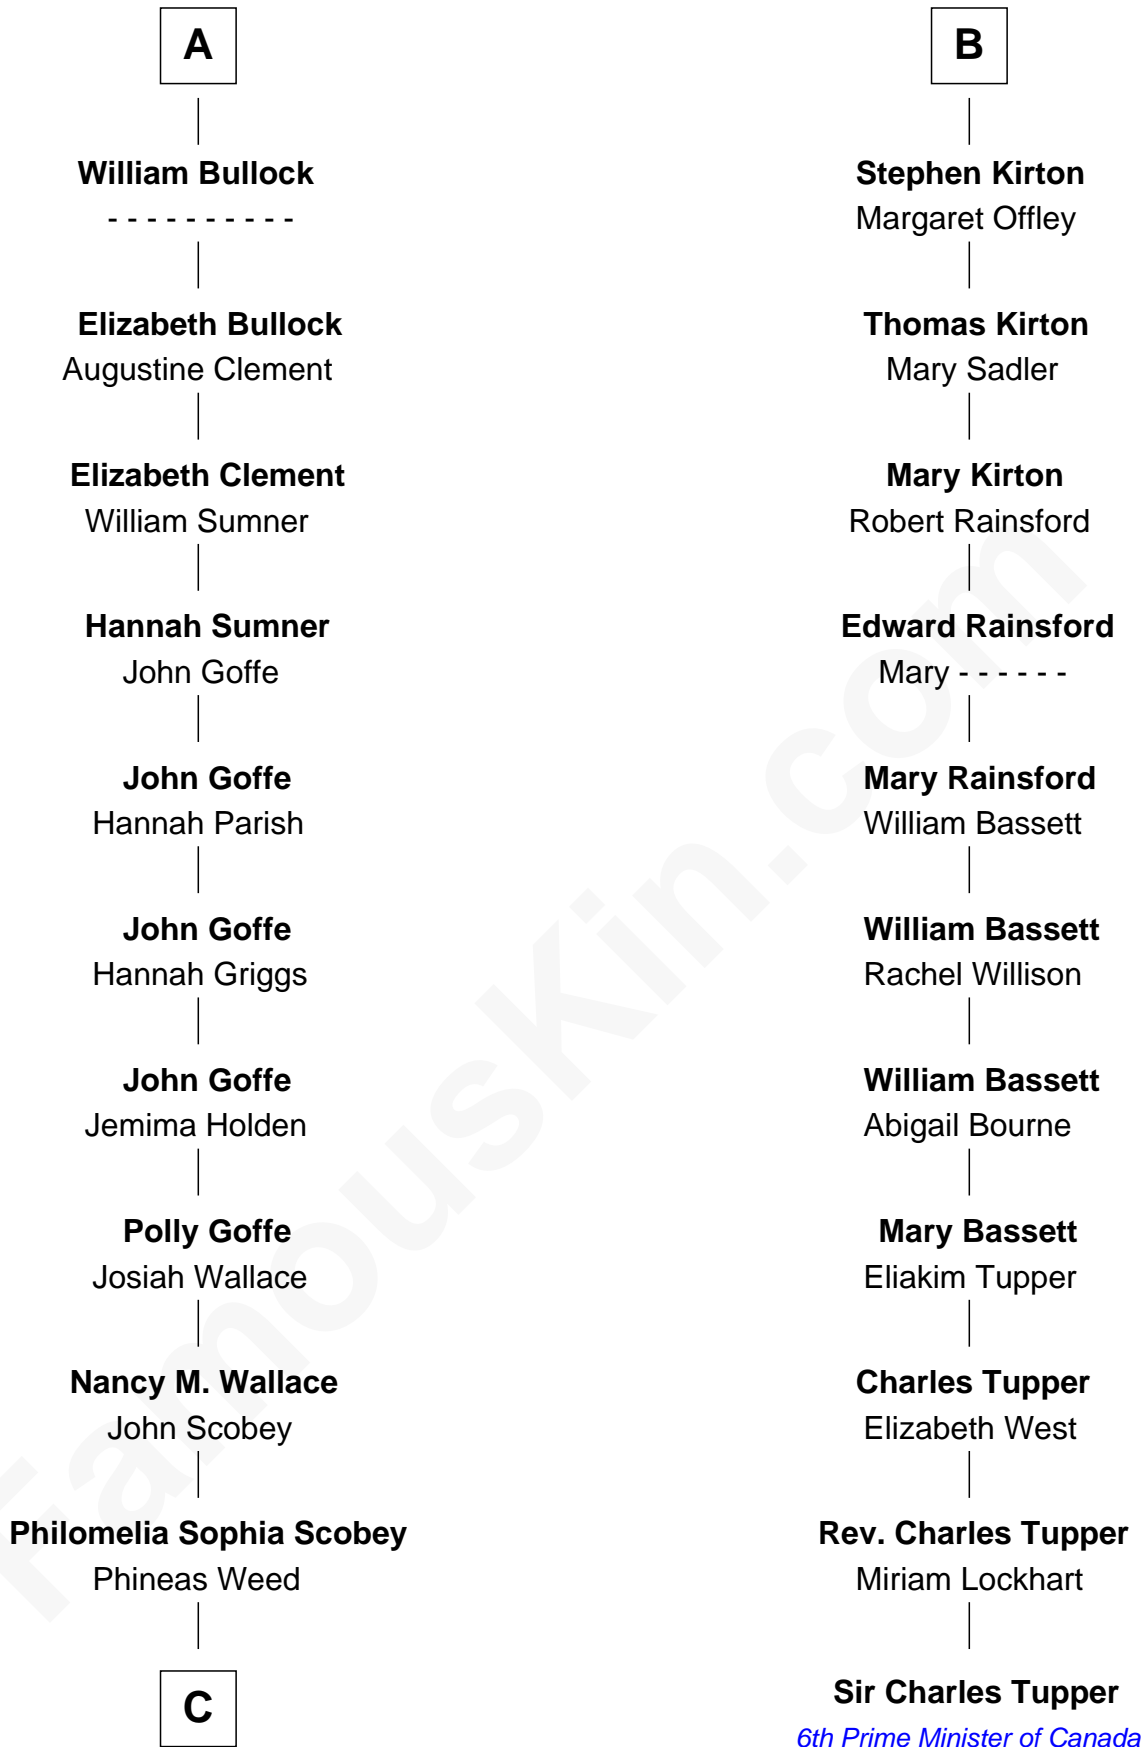 A
William Bullock
- - - - - - - - - -
Elizabeth Bullock
Augustine Clement
Elizabeth Clement
William Sumner
Hannah Sumner
John Goffe
John Goffe
Hannah Parish
John Goffe
Hannah Griggs
John Goffe
Jemima Holden
Polly Goffe
Josiah Wallace
Nancy M. Wallace
John Scobey
Philomelia Sophia Scobey
Phineas Weed
C
B
Stephen Kirton
Margaret Offley
Thomas Kirton
Mary Sadler
Mary Kirton
Robert Rainsford
Edward Rainsford
Mary - - - - - -
Mary Rainsford
William Bassett
William Bassett
Rachel Willison
William Bassett
Abigail Bourne
Mary Bassett
Eliakim Tupper
Charles Tupper
Elizabeth West
Rev. Charles Tupper
Miriam Lockhart
Sir Charles Tupper
6th Prime Minister of Canada
FamousKin.com